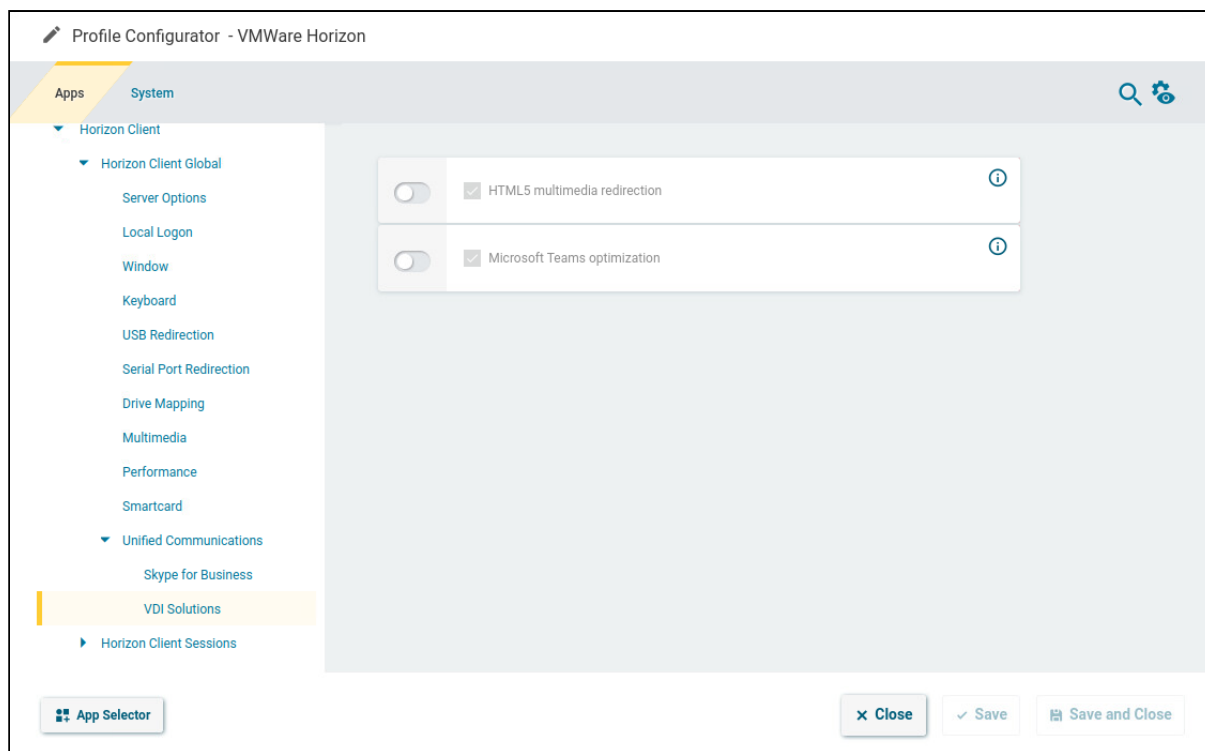 Profile Configurator - VMWare Horizon
Apps
System
Horizon Client
Horizon Client Global
Server Options
Local Logon
Window
Keyboard
USB Redirection
Serial Port Redirection
Drive Mapping
Multimedia
Performance
Smartcard
Unified Communications
Skype for Business
VDI Solutions
Horizon Client Sessions
HTML5 multimedia redirection
Microsoft Teams optimization
App Selector
Close
Save
Save and Close